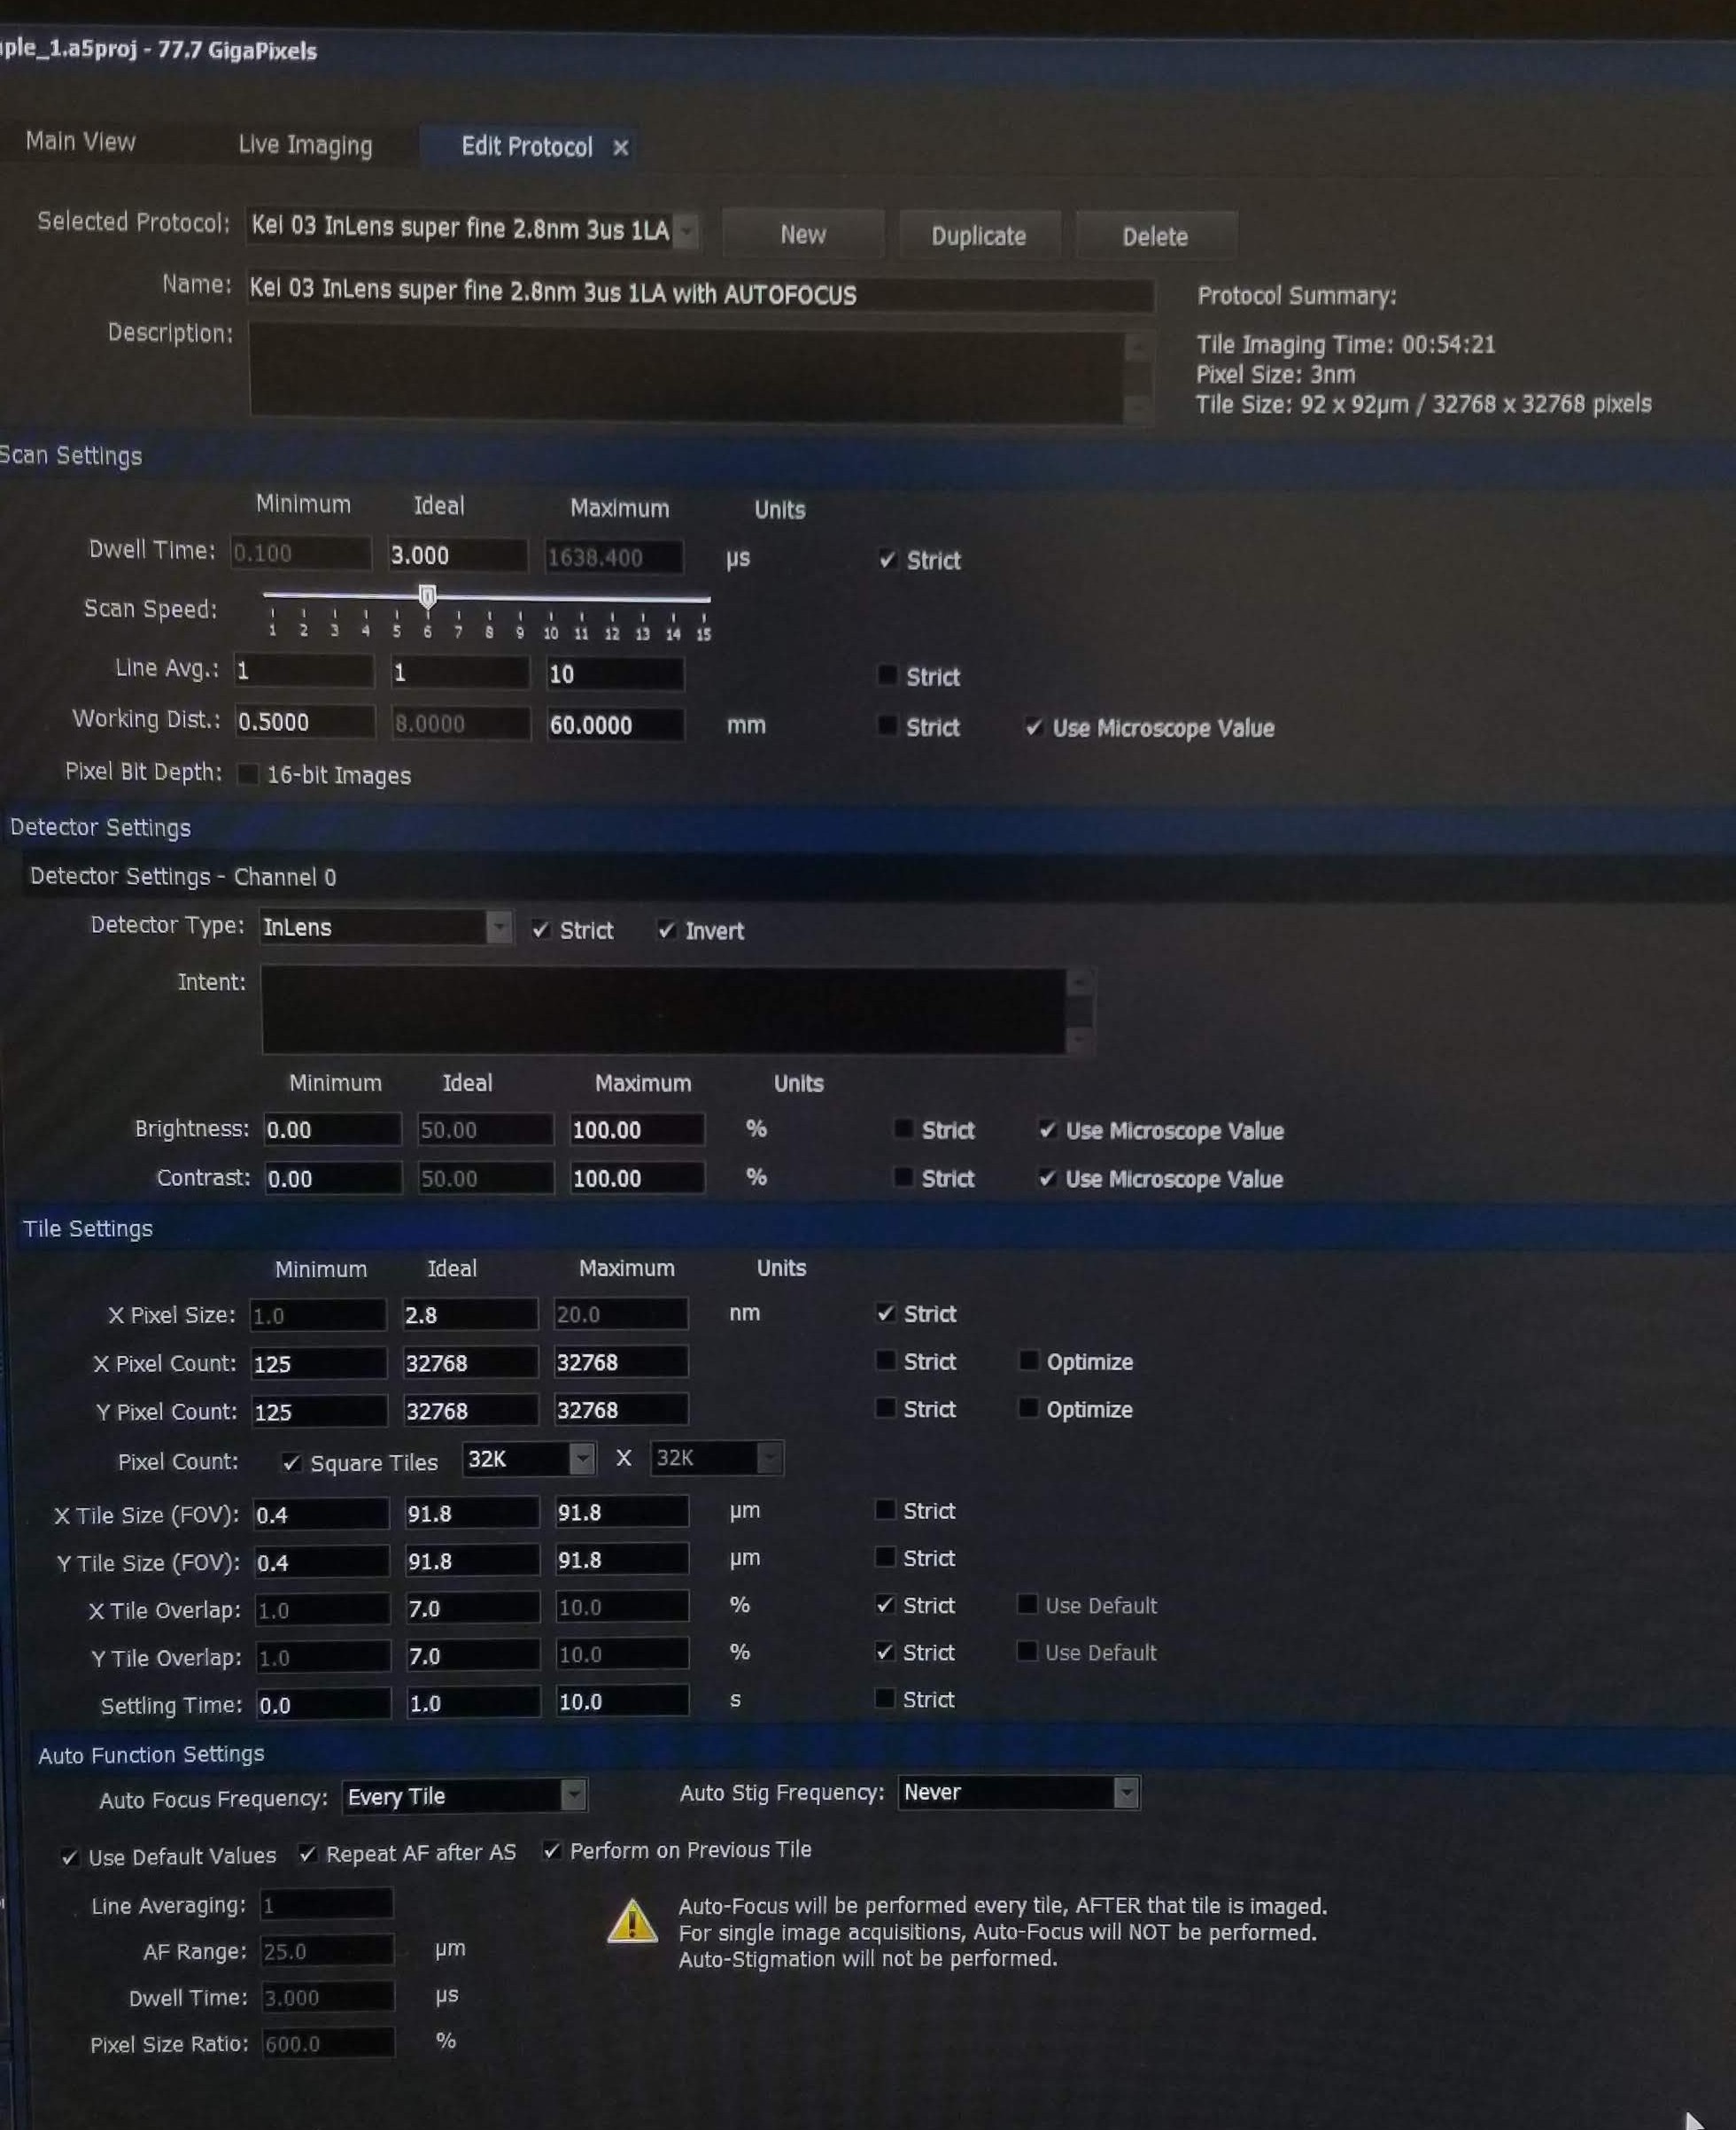 ple_1.a5proj - 77.7 GigaPixels
Main View Live Imaging Edit Protocol ×
Selected Protocol: Kel 03 InLens super fine 2.8nm 3us 1LA New Duplicate Delete
Name: Kel 03 InLens super fine 2.8nm 3us 1LA with AUTOFOCUS Protocol Summary:
Description:
Tile Imaging Time: 00:54:21
Pixel Size: 3nm
Tile Size: 92 x 92µm / 32768 x 32768 pixels
Scan Settings
Minimum Ideal Maximum Units
Dwell Time: 0.100 3.000 1638.400 µs Strict
Scan Speed:
1 2 3 4 5 6 7 8 9 10 11 12 13 14 15
Line Avg.: 1 1 10 Strict
Working Dist.: 0.5000 8.0000 60.0000 mm Strict Use Microscope Value
Pixel Bit Depth: 16-bit Images
Detector Settings
Detector Settings - Channel 0
Detector Type: InLens Strict Invert
Intent:
Minimum Ideal Maximum Units
Brightness: 0.00 50.00 100.00 % Strict Use Microscope Value
Contrast: 0.00 50.00 100.00 % Strict Use Microscope Value
Tile Settings
Minimum Ideal Maximum Units
X Pixel Size: 1.0 2.8 20.0 nm Strict
X Pixel Count: 125 32768 32768 Strict Optimize
Y Pixel Count: 125 32768 32768 Strict Optimize
Pixel Count: Square Tiles 32K X 32K
X Tile Size (FOV): 0.4 91.8 91.8 µm Strict
Y Tile Size (FOV): 0.4 91.8 91.8 µm Strict
X Tile Overlap: 1.0 7.0 10.0 % Strict Use Default
Y Tile Overlap: 1.0 7.0 10.0 % Strict Use Default
Settling Time: 0.0 1.0 10.0 s Strict
Auto Function Settings
Auto Focus Frequency: Every Tile Auto Stig Frequency: Never
Use Default Values Repeat AF after AS Perform on Previous Tile
Line Averaging: 1
AF Range: 25.0 µm
Dwell Time: 3.000 µs
Pixel Size Ratio: 600.0 %
Auto-Focus will be performed every tile, AFTER that tile is imaged.
For single image acquisitions, Auto-Focus will NOT be performed.
Auto-Stigmation will not be performed.